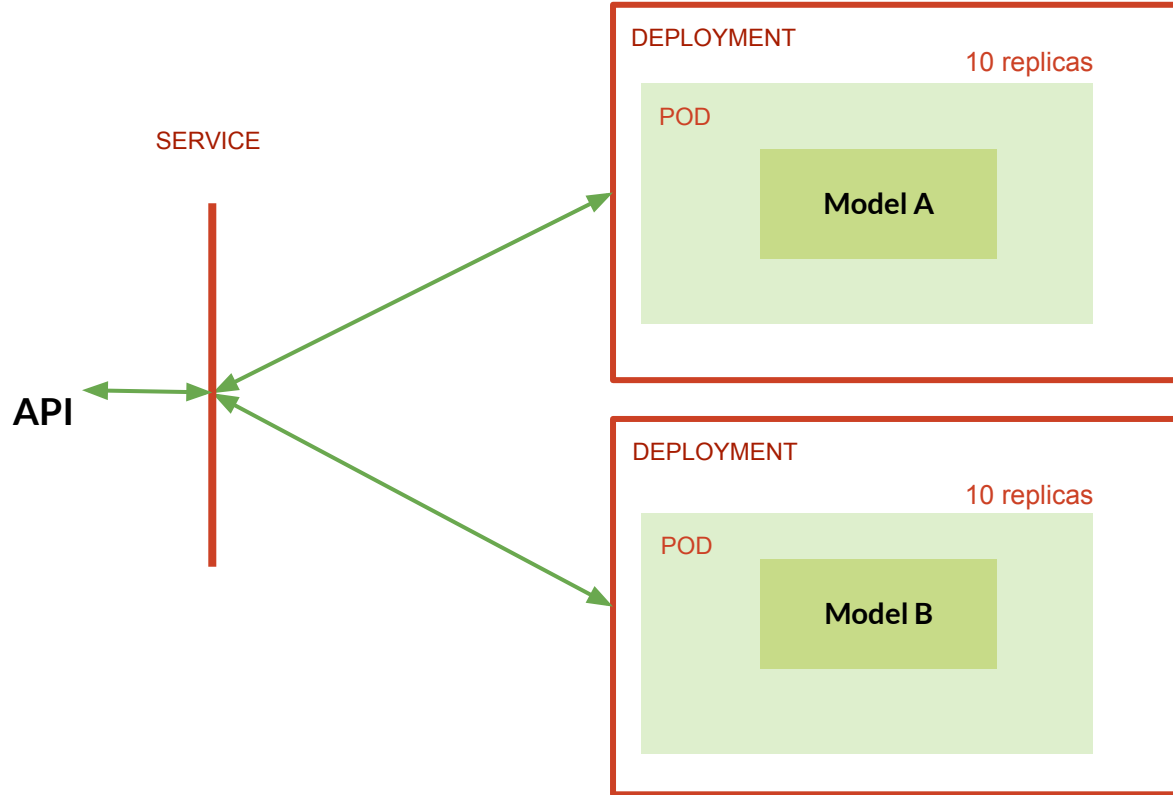 DEPLOYMENT
10 replicas
POD
Model A
SERVICE
API
DEPLOYMENT
10 replicas
POD
Model B